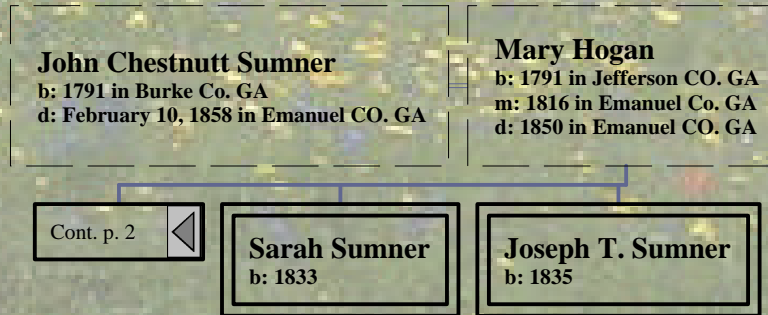 John Chestnutt Sumner
b: 1791 in Burke Co. GA
d: February 10, 1858 in Emanuel CO. GA
Mary Hogan
b: 1791 in Jefferson CO. GA
m: 1816 in Emanuel Co. GA
d: 1850 in Emanuel CO. GA
Cont. p. 2
Sarah Sumner
b: 1833
Joseph T. Sumner
b: 1835